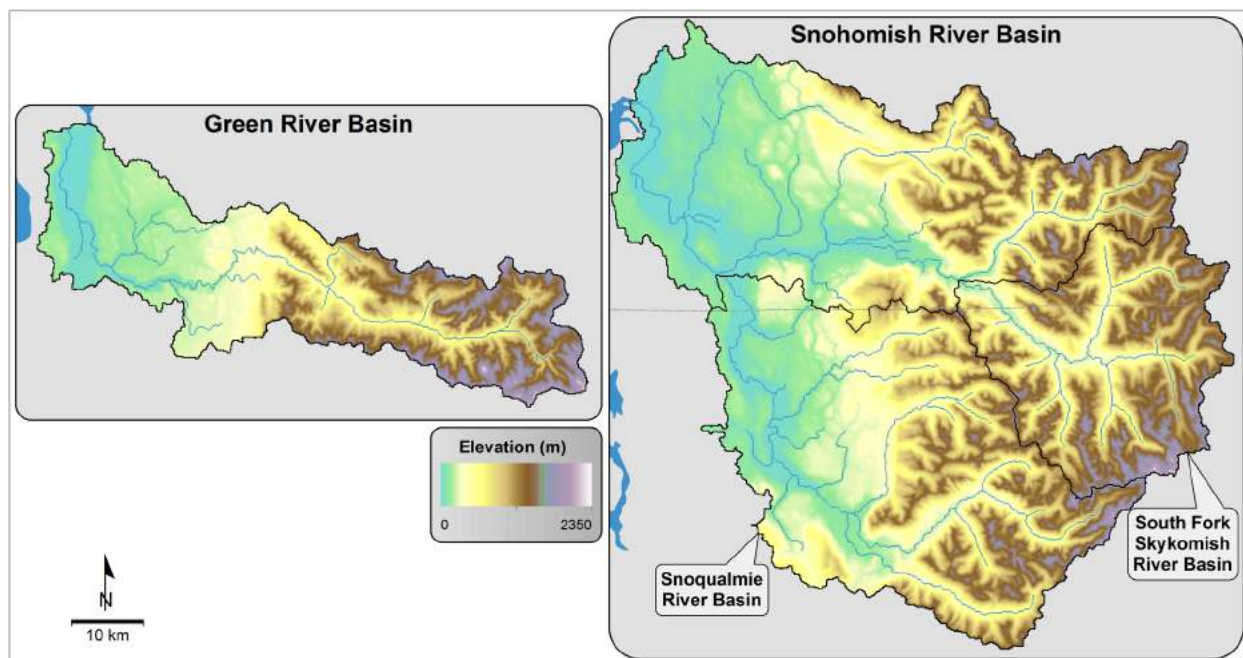 Snohomish River Basin
Green River Basin
Elevation (m)
0
2350
Snoqualmie
River Basin
South Fork
Skykomish
River Basin
N
10 km